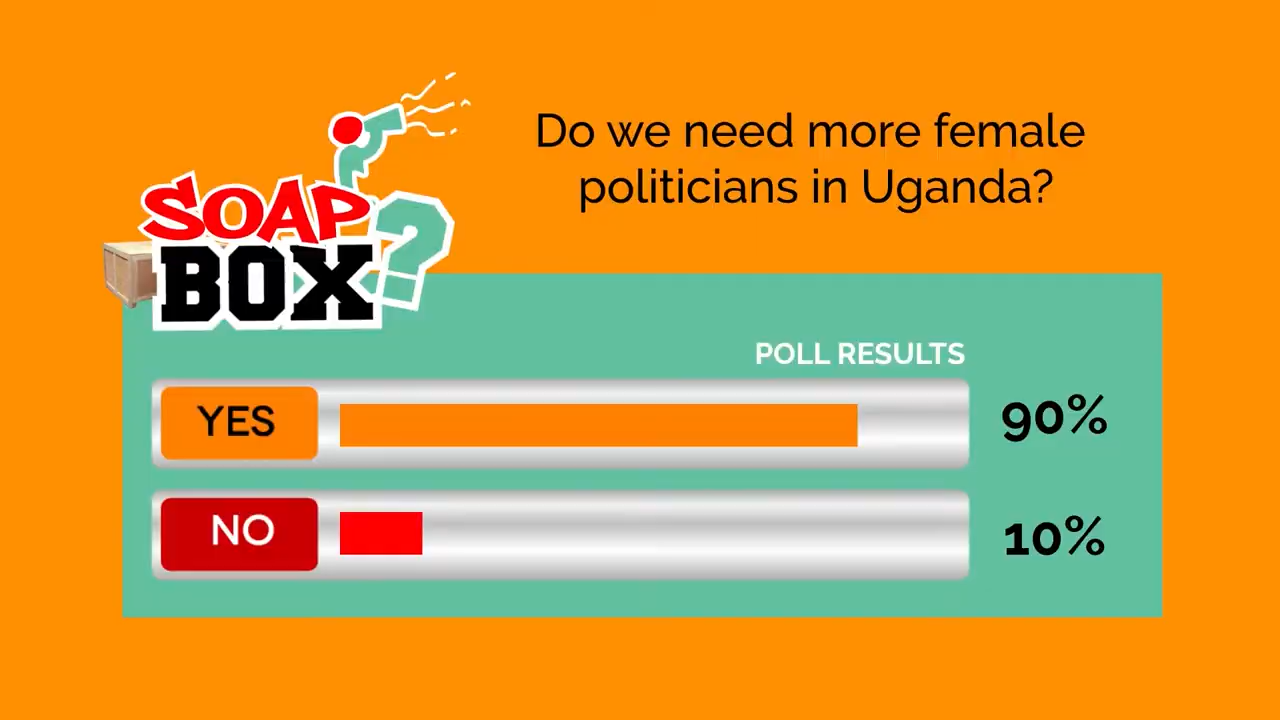 SOAP
BOX?
Do we need more female
politicians in Uganda?
POLL RESULTS
YES
90%
NO
10%